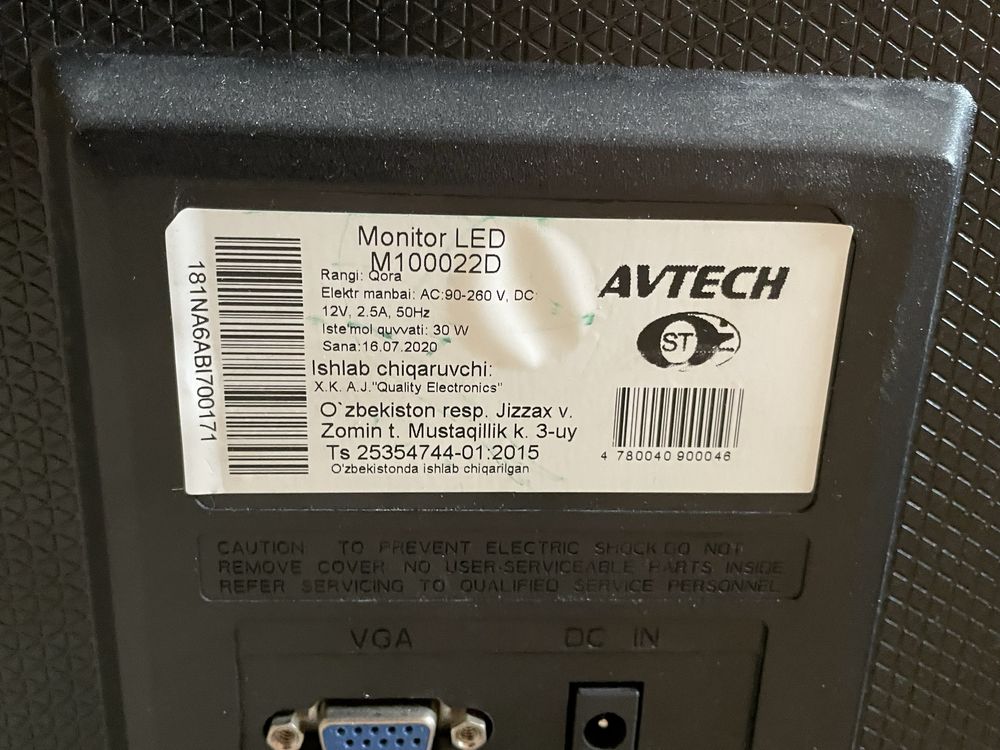 Monitor LED
M100022D
Rangi: Qora
Elektr manbai: AC:90-260 V, DC:
12V, 2.5A, 50Hz
Iste'mol quvvati: 30 W
Sana:16.07.2020
Ishlab chiqaruvchi:
X.K. A.J."Quality Electronics"
O`zbekiston resp. Jizzax v.
Zomin t. Mustaqillik k. 3-uy
Ts 25354744-01:2015
O'zbekistonda ishlab chiqarilgan
181NA6ABI700171
AVTECH
ST
4 780040 900046
CAUTION TO PREVENT ELECTRIC SHOCK DO NOT
REMOVE COVER. NO USER-SERVICEABLE PARTS INSIDE
REFER SERVICING TO QUALIFIED SERVICE PERSONNEL
VGA
DC IN